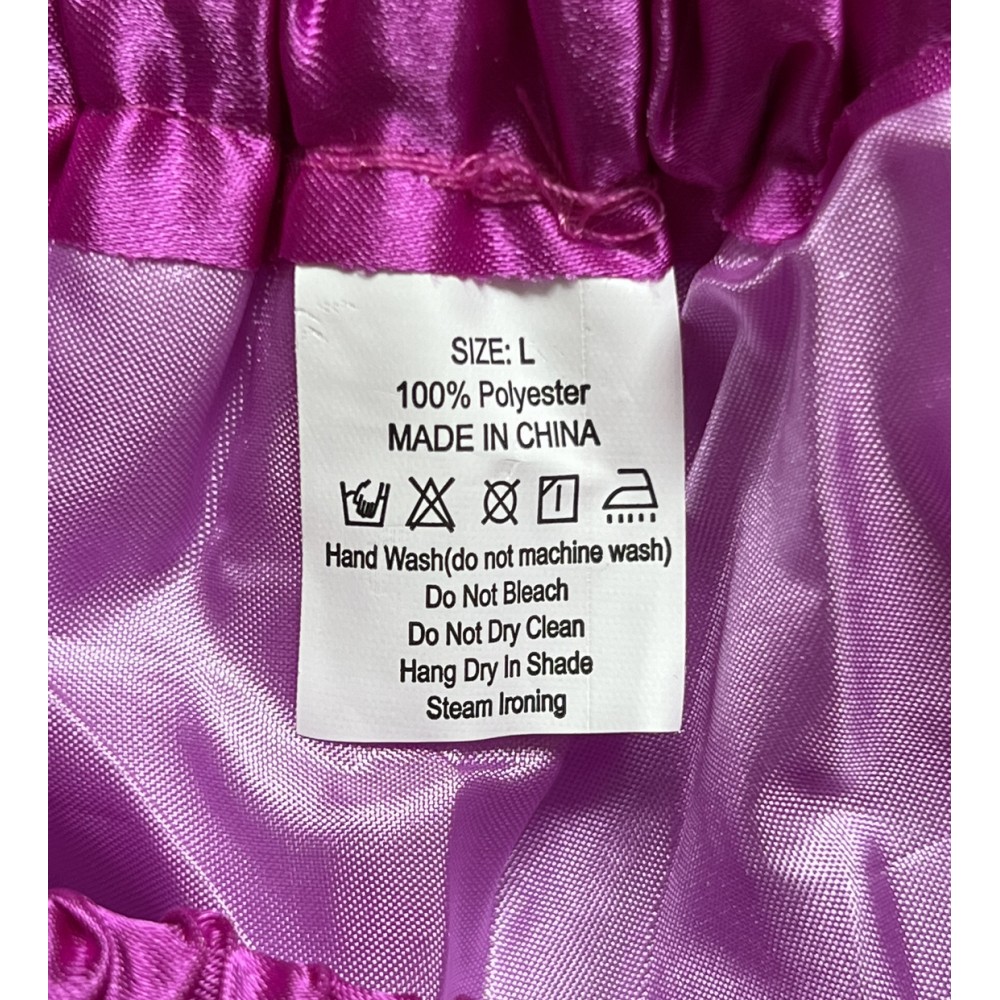 SIZE: L
100% Polyester
MADE IN CHINA
Hand Wash(do not machine wash)
Do Not Bleach
Do Not Dry Clean
Hang Dry In Shade
Steam Ironing